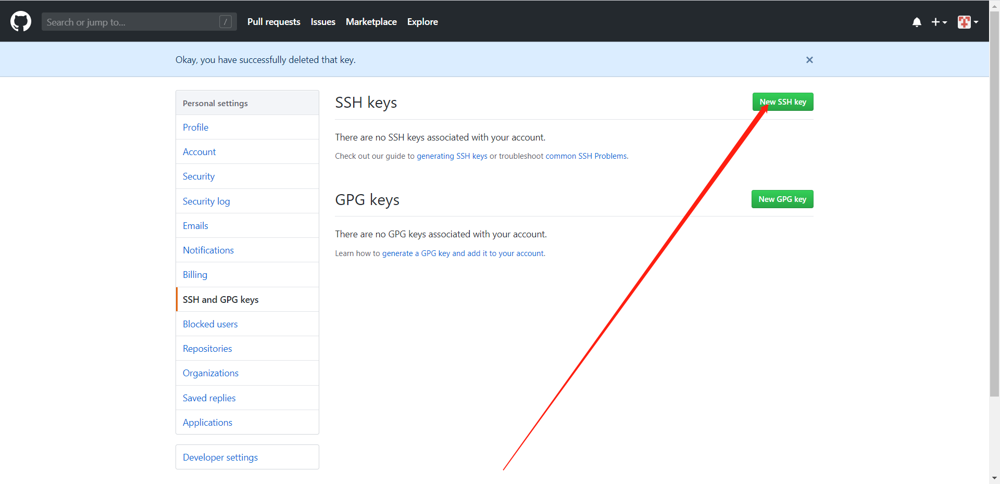 Search or jump to... /
Pull requests Issues Marketplace Explore
Okay, you have successfully deleted that key.
Personal settings
Profile
Account
Security
Security log
Emails
Notifications
Billing
SSH and GPG keys
Blocked users
Repositories
Organizations
Saved replies
Applications
Developer settings
SSH keys
New SSH key
There are no SSH keys associated with your account.
Check out our guide to generating SSH keys or troubleshoot common SSH Problems.
GPG keys
New GPG key
There are no GPG keys associated with your account.
Learn how to generate a GPG key and add it to your account.